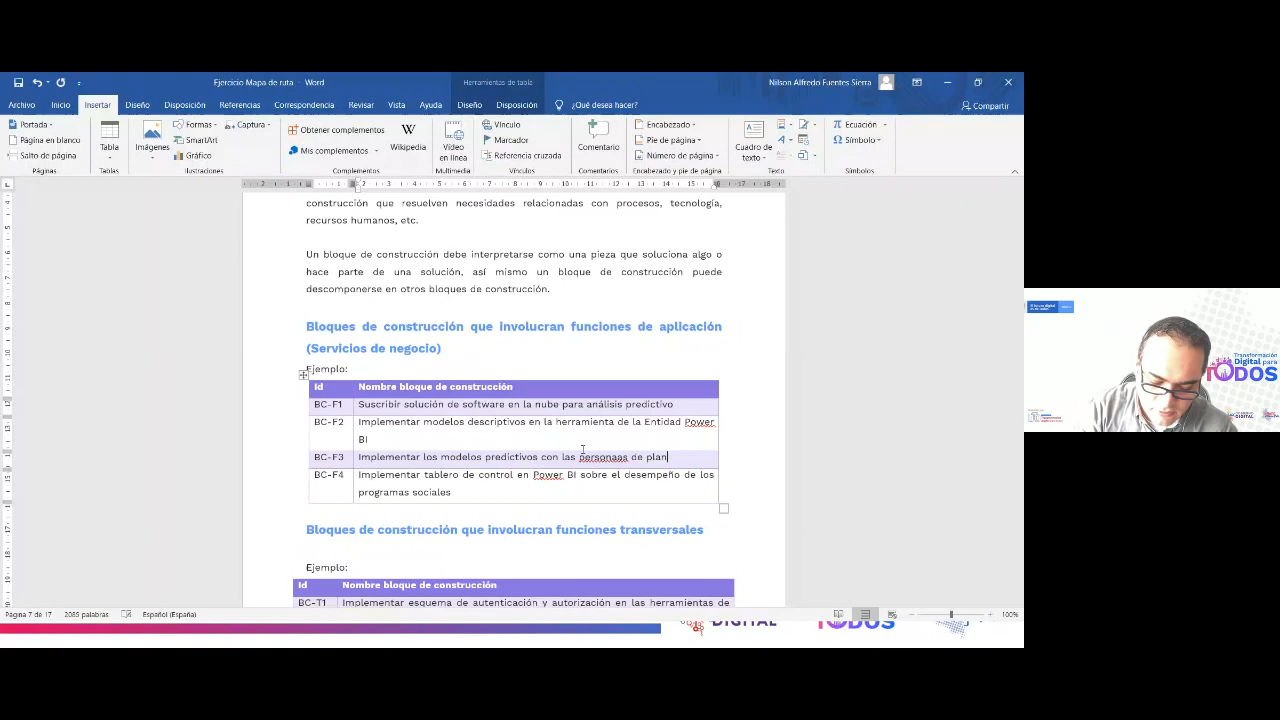 Ejercicio Mapa de ruta - Word
Herramientas de tabla
Nilson Alfredo Fuentes Sierra
Archivo Inicio Insertar Diseño Disposición Referencias Correspondencia Revisar Vista Ayuda Diseño Disposición ¿Qué desea hacer? Compartir
Portada
Página en blanco
Salto de página
Páginas
Tabla
Tablas
Imágenes
Formas
SmartArt
Gráfico
Captura
Ilustraciones
Obtener complementos
Mis complementos
Wikipedia
Complementos
Vídeo
en línea
Multimedia
Vínculo
Marcador
Referencia cruzada
Vínculos
Comentario
Comentarios
Encabezado
Pie de página
Número de página
Encabezado y pie de página
Cuadro de
texto
Texto
Ecuación
Símbolo
Símbolos
construcción que resuelven necesidades relacionadas con procesos, tecnología,
recursos humanos, etc.
Un bloque de construcción debe interpretarse como una pieza que soluciona algo o
hace parte de una solución, así mismo un bloque de construcción puede
descomponerse en otros bloques de construcción.
Bloques de construcción que involucran funciones de aplicación
(Servicios de negocio)
Ejemplo:
Id Nombre bloque de construcción
BC-F1 Suscribir solución de software en la nube para análisis predictivo
BC-F2 Implementar modelos descriptivos en la herramienta de la Entidad Power
BI
BC-F3 Implementar los modelos predictivos con las personaas de plan
BC-F4 Implementar tablero de control en Power BI sobre el desempeño de los
programas sociales
Bloques de construcción que involucran funciones transversales
Ejemplo:
Id Nombre bloque de construcción
BC-T1 Implementar esquema de autenticación y autorización en las herramientas de
Página 7 de 17 2085 palabras Español (España) 100%
DIGITAL TODOS
Transformación
Digital para
TODOS